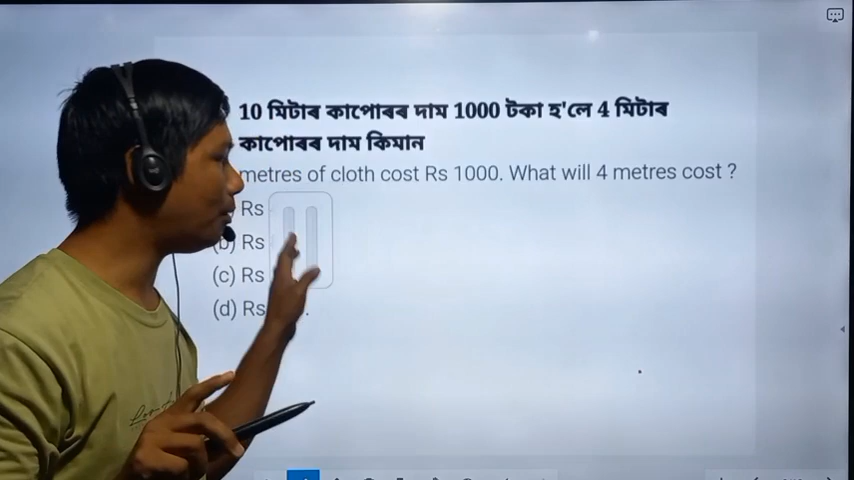 10 মিটাৰ কাপোৰৰ দাম 1000 টকা হ'লে 4 মিটাৰ
কাপোৰৰ দাম কিমান
metres of cloth cost Rs 1000. What will 4 metres cost ?
Rs
(b) Rs
(c) Rs
(d) Rs